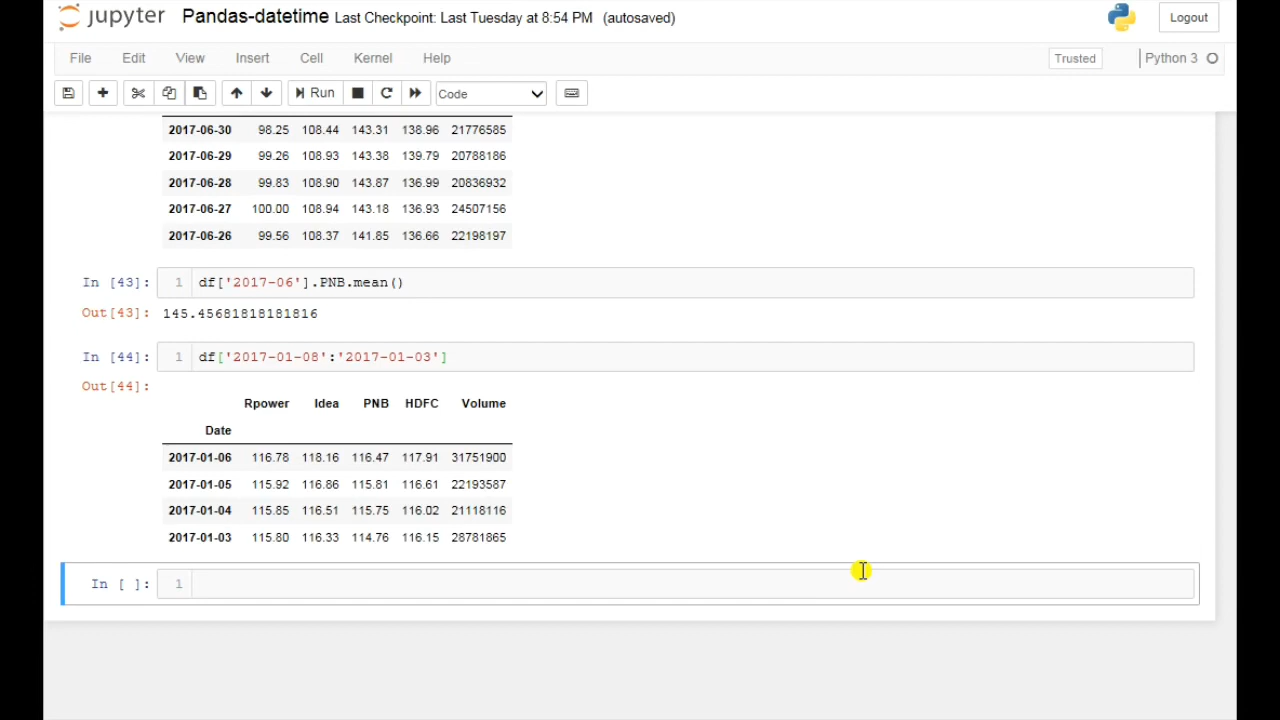 jupyter Pandas-datetime Last Checkpoint: Last Tuesday at 8:54 PM (autosaved) Logout
File Edit View Insert Cell Kernel Help Trusted Python 3
Run Code
2017-06-30 98.25 108.44 143.31 138.96 21776585
2017-06-29 99.26 108.93 143.38 139.79 20788186
2017-06-28 99.83 108.90 143.87 136.99 20836932
2017-06-27 100.00 108.94 143.18 136.93 24507156
2017-06-26 99.56 108.37 141.85 136.66 22198197
In [43]: 1 df['2017-06'].PNB.mean()
Out[43]: 145.45681818181816
In [44]: 1 df['2017-01-08':'2017-01-03']
Out[44]:
Rpower Idea PNB HDFC Volume
Date
2017-01-06 116.78 118.16 116.47 117.91 31751900
2017-01-05 115.92 116.86 115.81 116.61 22193587
2017-01-04 115.85 116.51 115.75 116.02 21118116
2017-01-03 115.80 116.33 114.76 116.15 28781865
In [ ]: 1